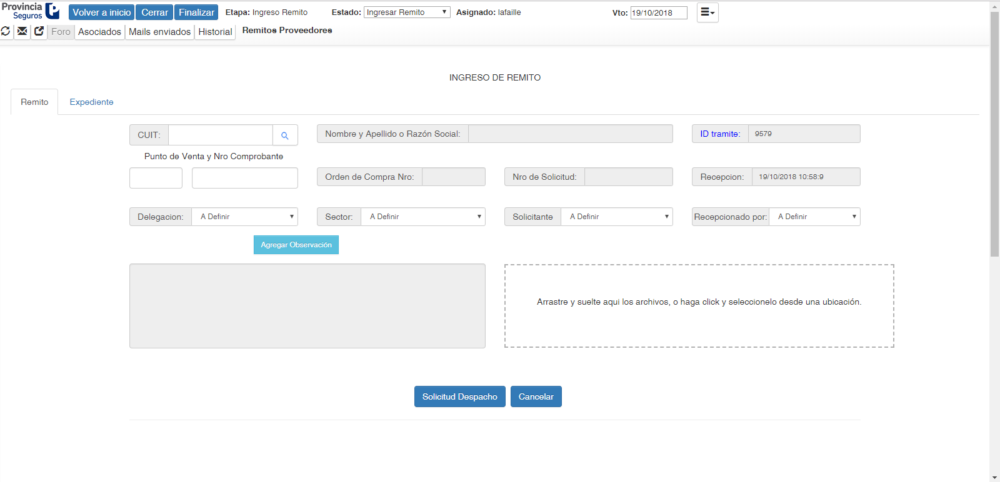 Provincia
Seguros
Volver a inicio Cerrar Finalizar Etapa: Ingreso Remito Estado: Ingresar Remito Asignado: lafaille Vto: 19/10/2018
Foro Asociados Mails enviados Historial Remitos Proveedores
INGRESO DE REMITO
Remito Expediente
CUIT: Nombre y Apellido o Razón Social: ID tramite: 9579
Punto de Venta y Nro Comprobante
Orden de Compra Nro: Nro de Solicitud: Recepcion: 19/10/2018 10:58:9
Delegacion: A Definir Sector: A Definir Solicitante A Definir Recepcionado por: A Definir
Agregar Observación
Arrastre y suelte aqui los archivos, o haga click y seleccionelo desde una ubicación.
Solicitud Despacho Cancelar